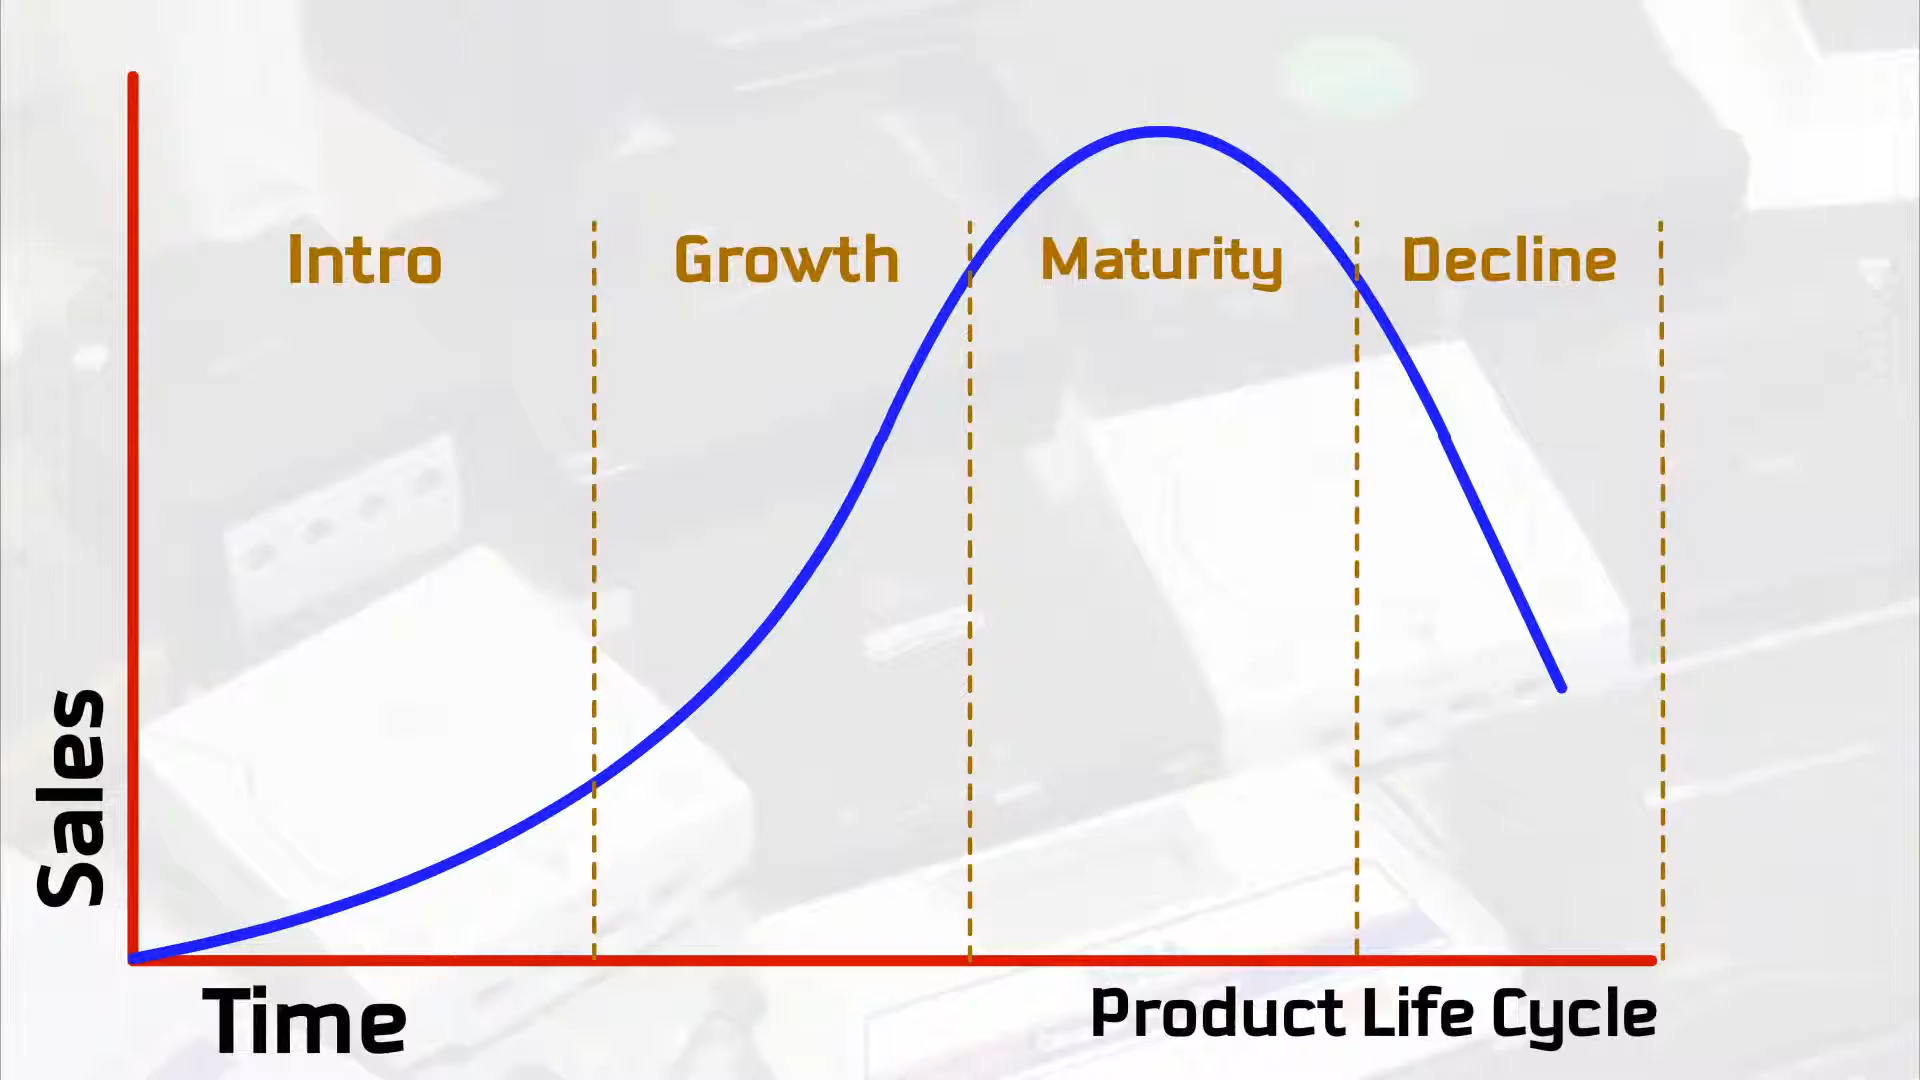 Intro
Growth
Maturity
Decline
Sales
Time
Product Life Cycle